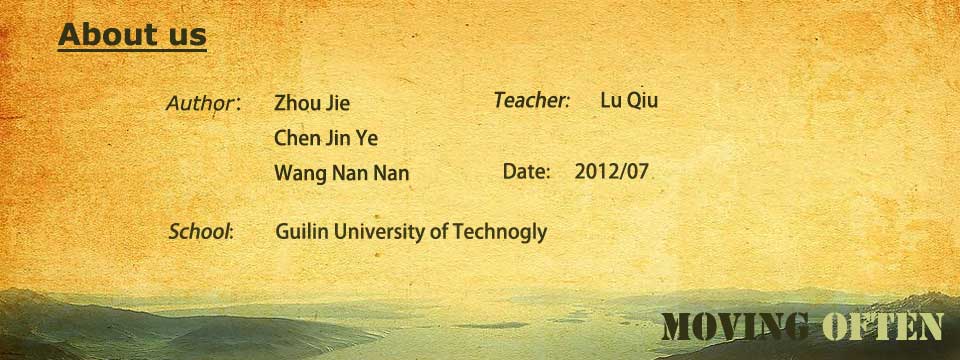 About us
Author: Zhou Jie Teacher: Lu Qiu
Chen Jin Ye
Wang Nan Nan Date: 2012/07
School: Guilin University of Technogly
MOVING OFTEN